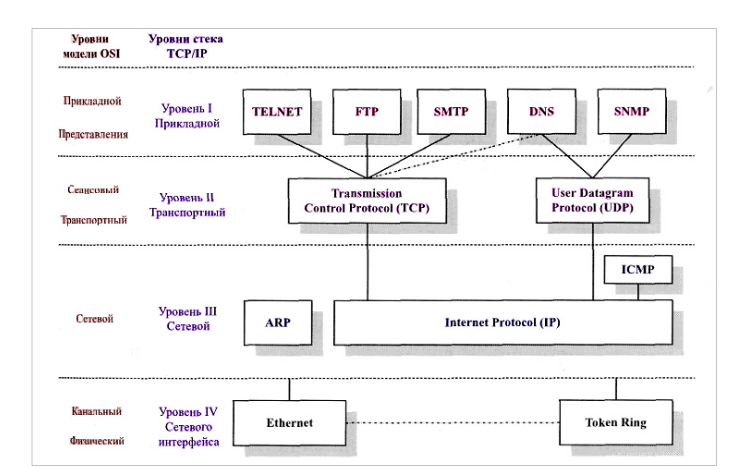 Уровни модели OSI
Уровни стека TCP/IP
Прикладной
Представления
Уровень I
Прикладной
TELNET
FTP
SMTP
DNS
SNMP
Сеансовый
Транспортный
Уровень II
Транспортный
Transmission
Control Protocol (TCP)
User Datagram
Protocol (UDP)
ICMP
Сетевой
Уровень III
Сетевой
ARP
Internet Protocol (IP)
Канальный
Физический
Уровень IV
Сетевого
интерфейса
Ethernet
Token Ring